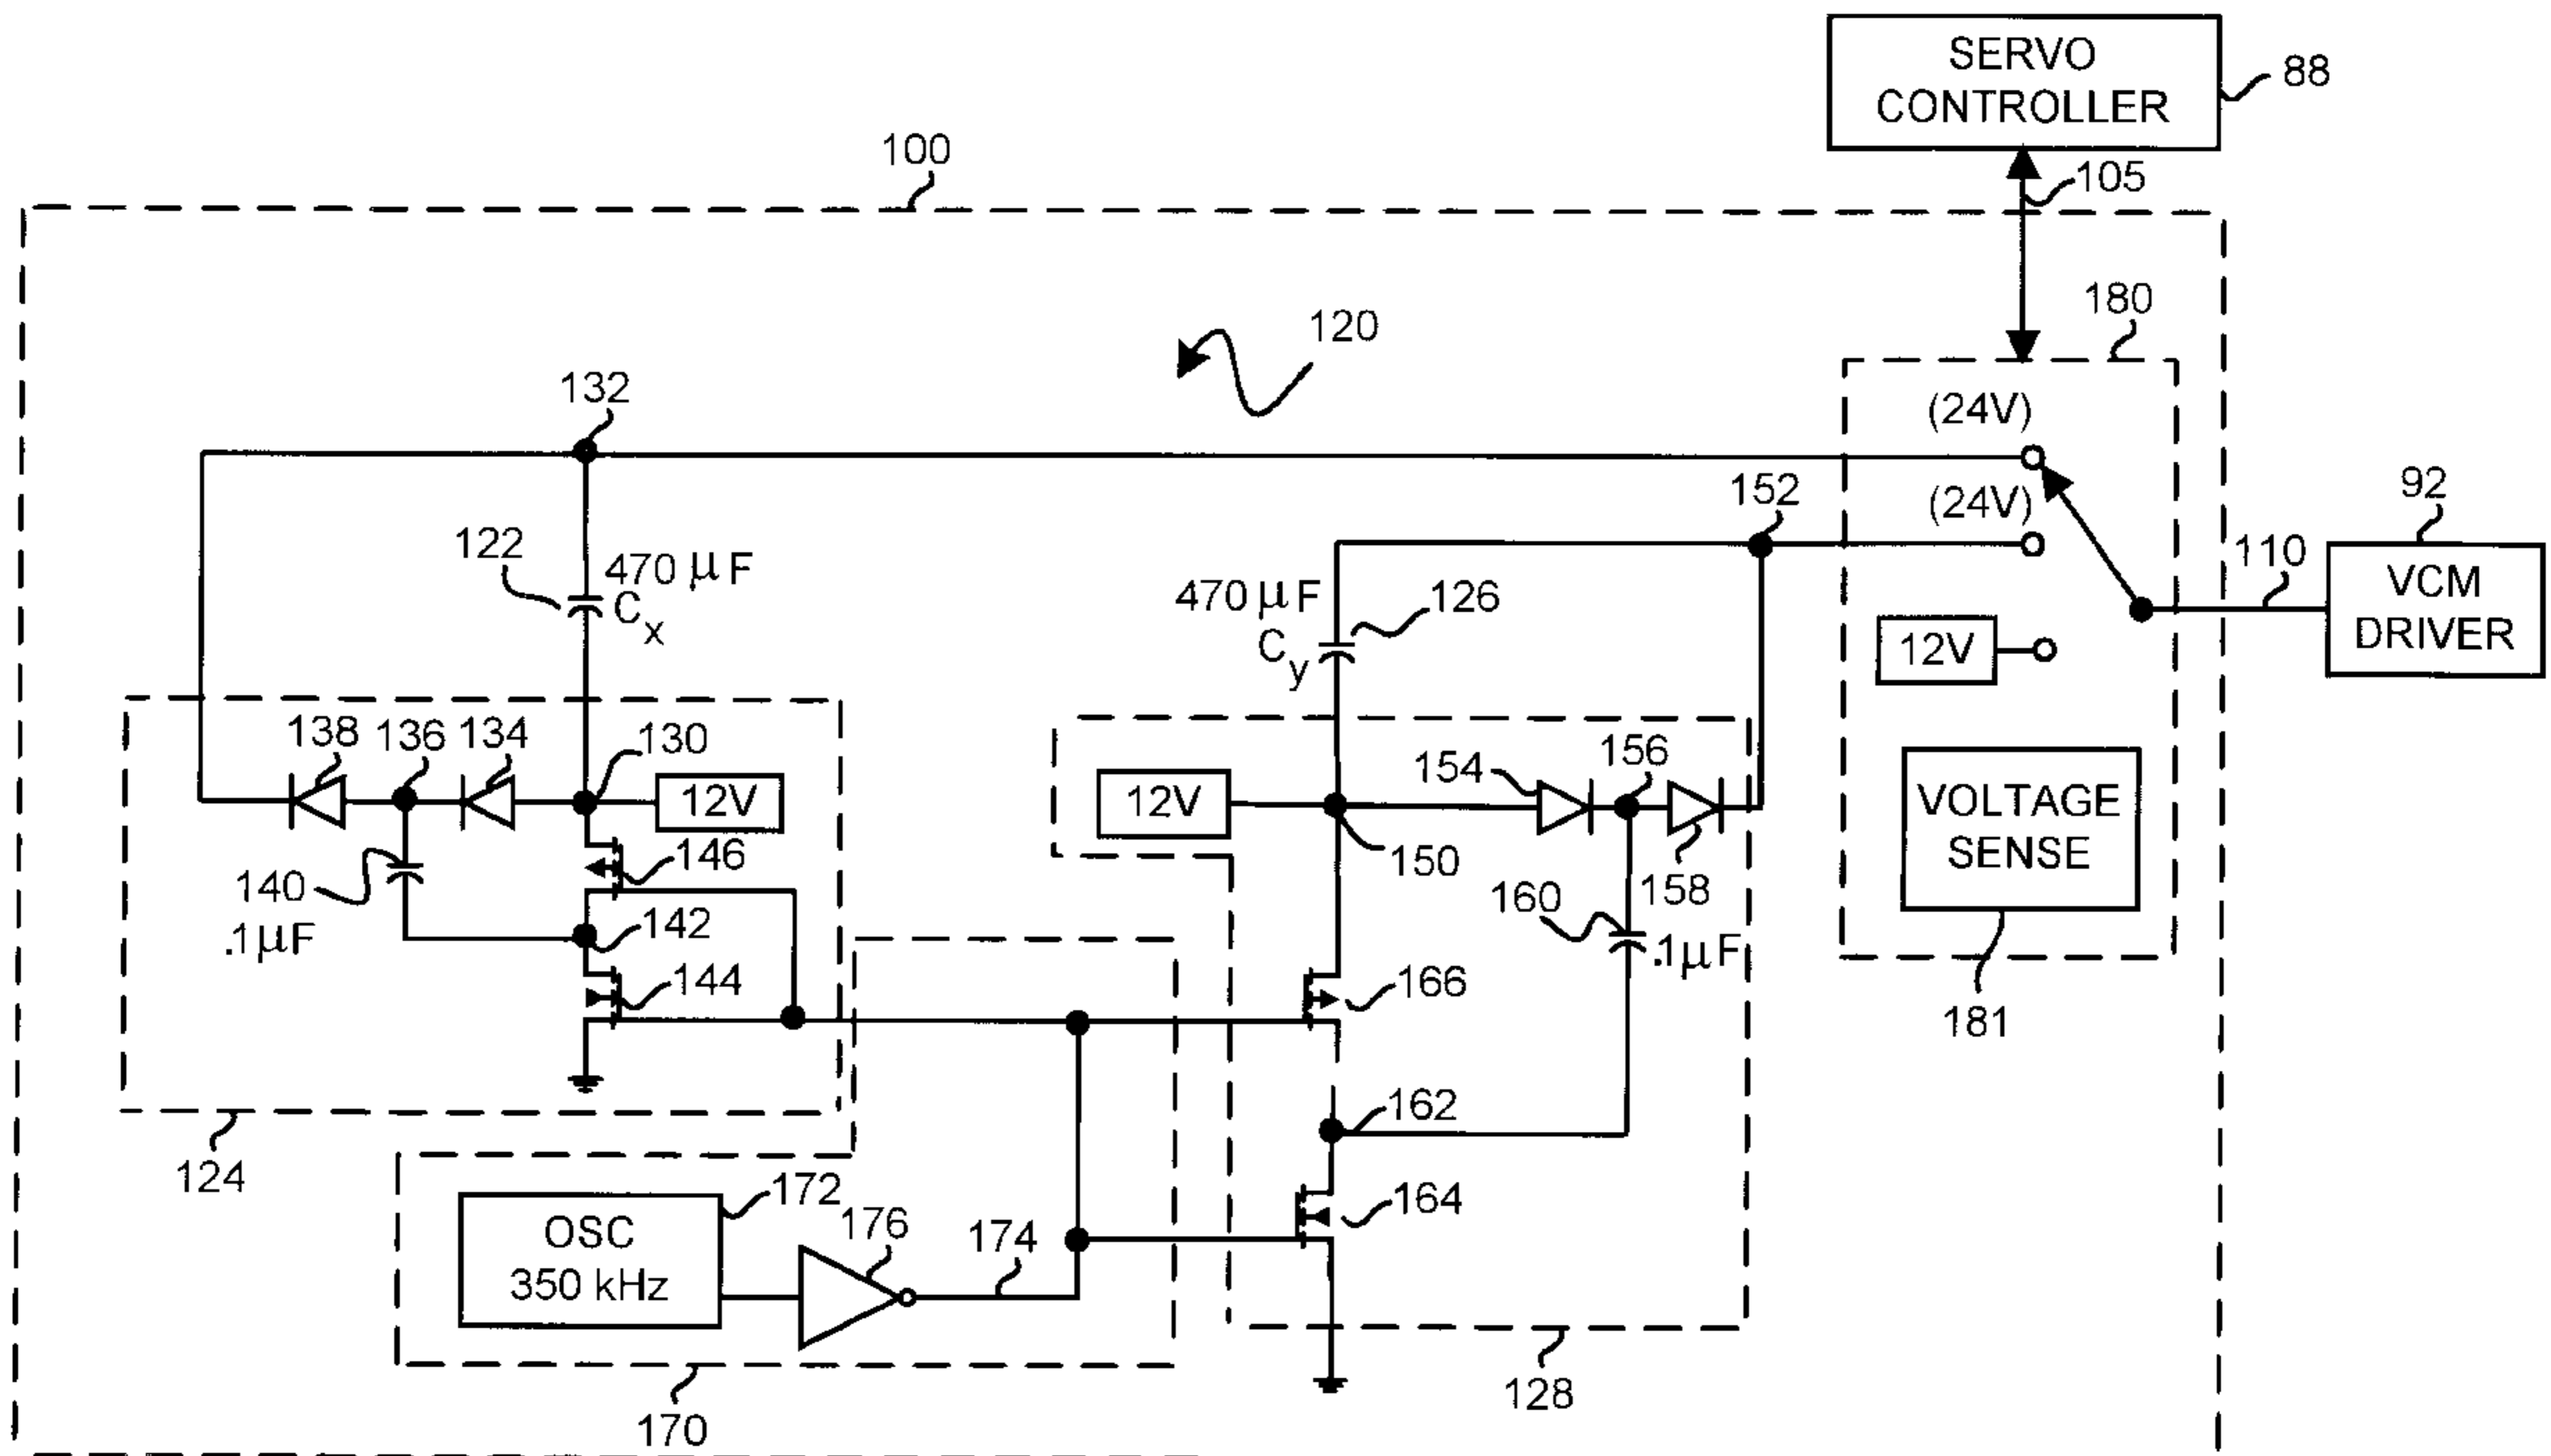 SERVO
CONTROLLER
88
100
105
180
120
132
(24V)
(24V)
152
92
122
470 μF
Cx
470 μF
Cy
126
110
VCM
DRIVER
12V
138
136
134
130
12V
12V
154
156
VOLTAGE
SENSE
146
150
158
140
.1μF
142
160
.1μF
144
166
181
162
124
172
OSC
350 kHz
176
174
164
128
170